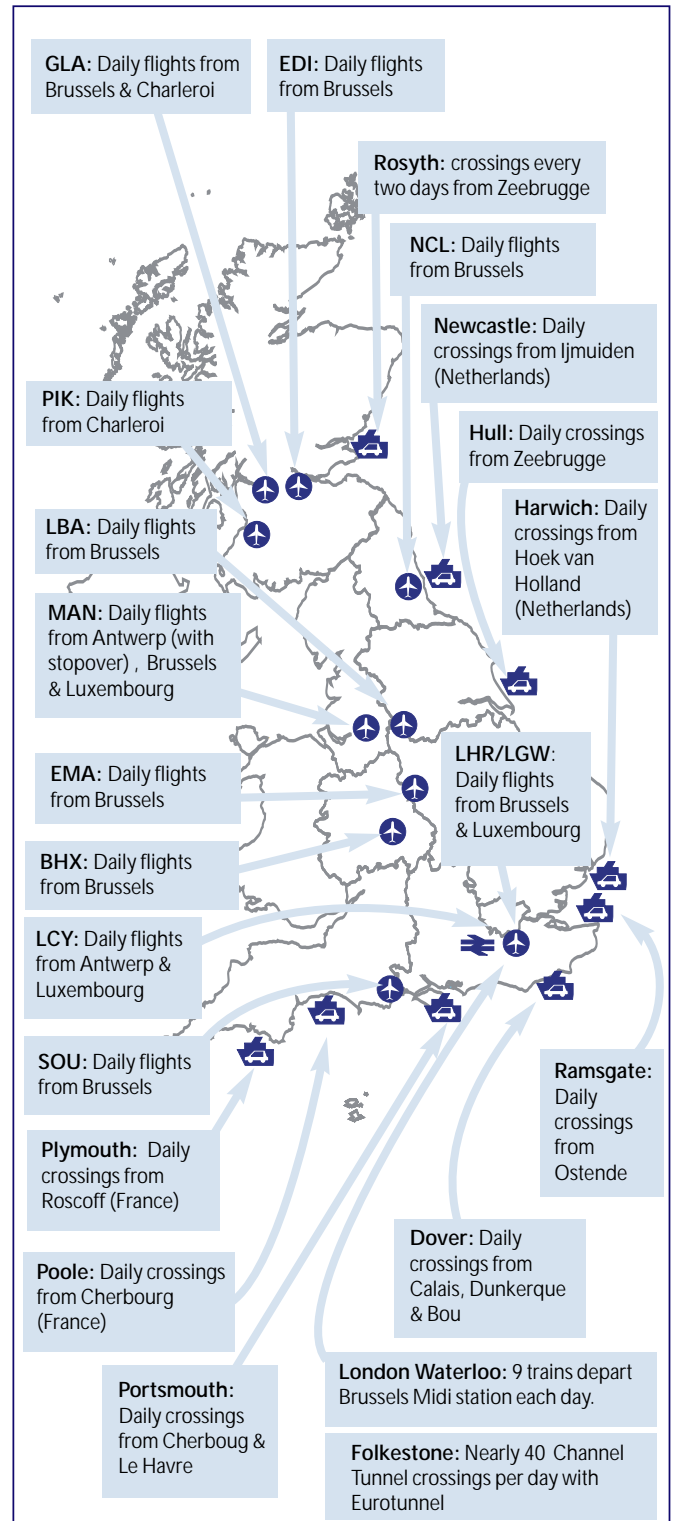 GLA: Daily flights from
Brussels & Charleroi
EDI: Daily flights
from Brussels
Rosyth: crossings every
two days from Zeebrugge
NCL: Daily flights
from Brussels
Newcastle: Daily
crossings from Ijmuiden
(Netherlands)
PIK: Daily flights
from Charleroi
Hull: Daily crossings
from Zeebrugge
Harwich: Daily
crossings from
Hoek van
Holland
(Netherlands)
LBA: Daily flights
from Brussels
MAN: Daily flights
from Antwerp (with
stopover) , Brussels
& Luxembourg
LHR/LGW:
Daily flights
from Brussels
& Luxembourg
EMA: Daily flights
from Brussels
BHX: Daily flights
from Brussels
LCY: Daily flights
from Antwerp &
Luxembourg
SOU: Daily flights
from Brussels
Ramsgate:
Daily
crossings
from
Ostende
Plymouth: Daily
crossings from
Roscoff (France)
Dover: Daily
crossings from
Calais, Dunkerque
& Bou
Poole: Daily crossings
from Cherbourg
(France)
Portsmouth:
Daily crossings
from Cherboug &
Le Havre
London Waterloo: 9 trains depart
Brussels Midi station each day.
Folkestone: Nearly 40 Channel
Tunnel crossings per day with
Eurotunnel